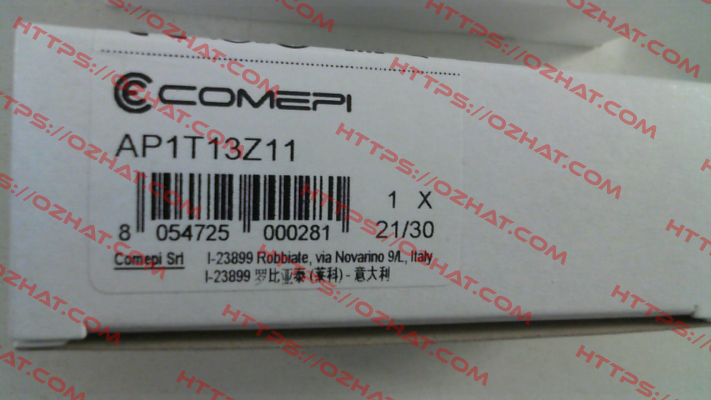 COMEPI
AP1T13Z11
1 X
8 054725 000281 21/30
Comepi Srl I-23899 Robbiate, via Novarino 9/L, Italy
I-23899 罗比亚泰 (莱科) - 意大利
HTTPS://OZHAT.COM